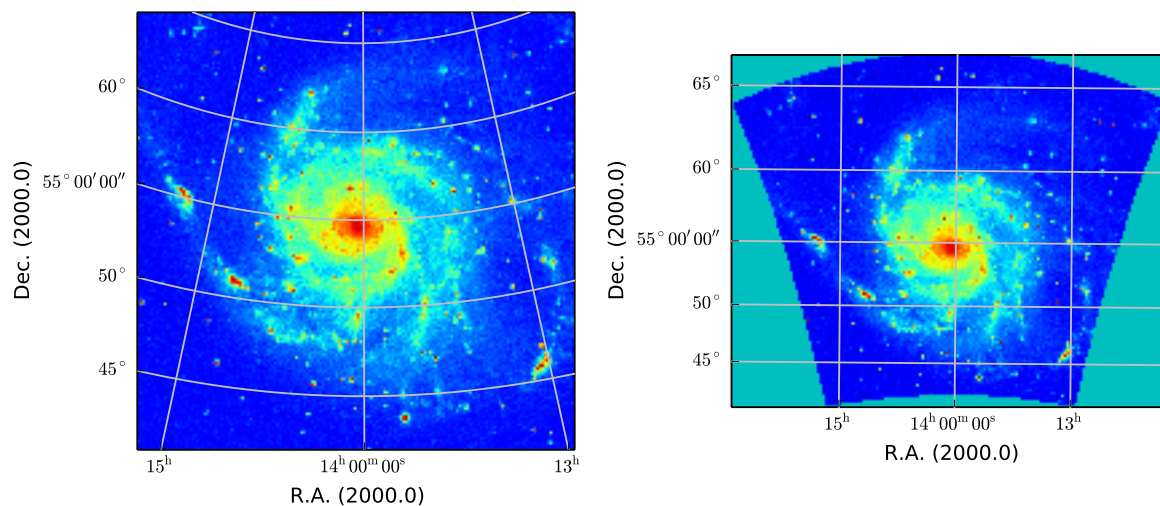 60°
55°00′00″
50°
45°
Dec. (2000.0)
15ʰ
14ʰ00ᵐ00ˢ
13ʰ
R.A. (2000.0)
65°
60°
55°00′00″
50°
45°
Dec. (2000.0)
15ʰ
14ʰ00ᵐ00ˢ
13ʰ
R.A. (2000.0)